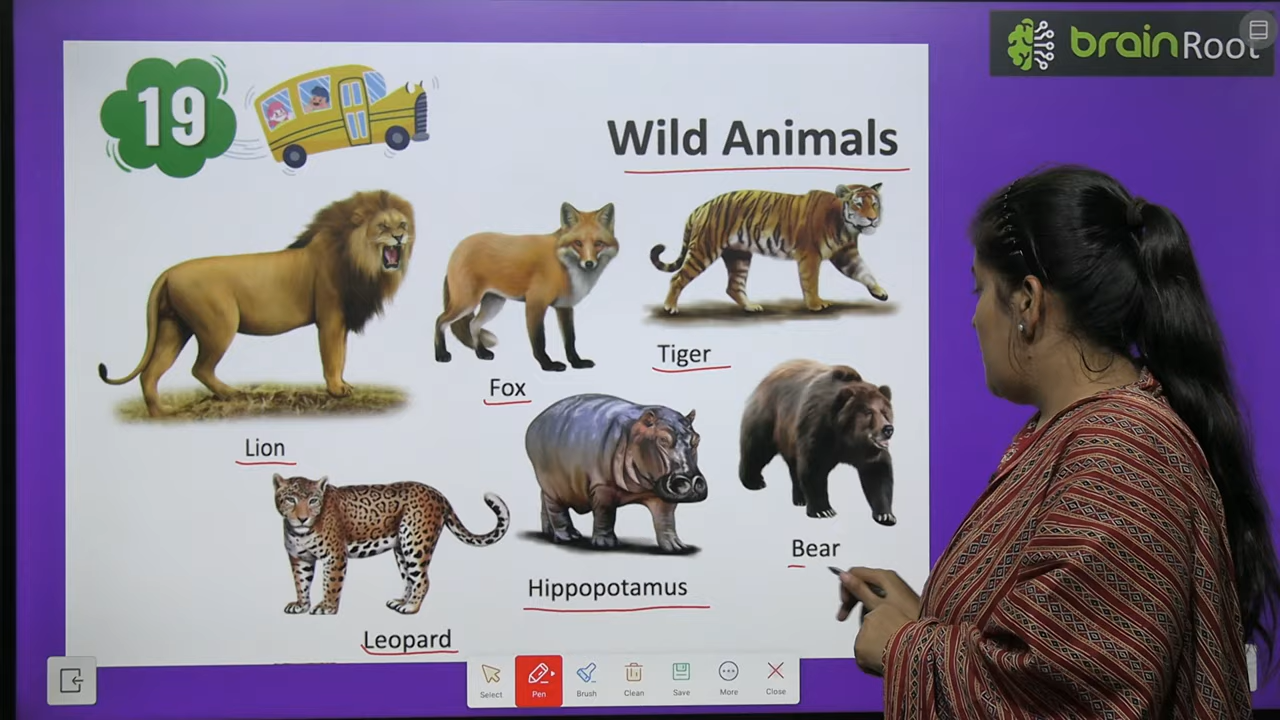 19
brainRoot
Wild Animals
Lion
Fox
Tiger
Leopard
Hippopotamus
Bear
Select
Pen
Brush
Clean
Save
More
Close